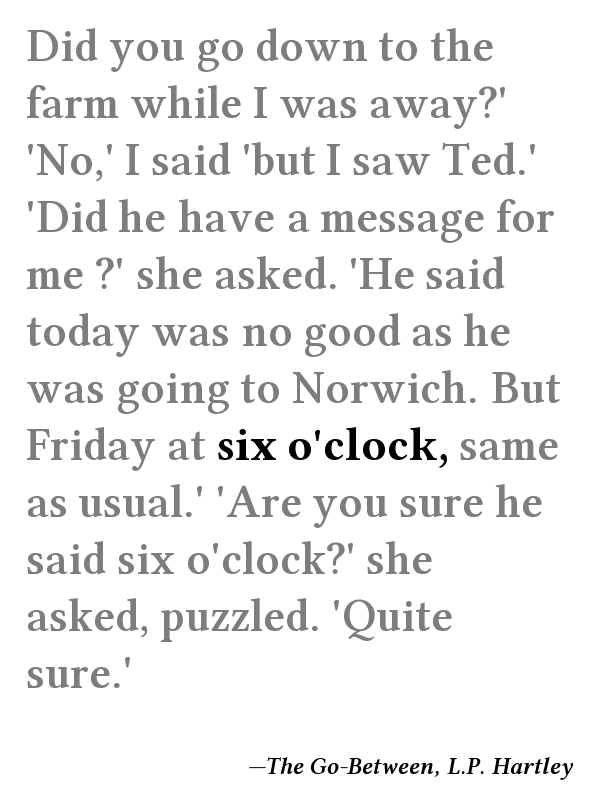 Did you go down to the
farm while I was away?'
'No,' I said 'but I saw Ted.'
'Did he have a message for
me ?' she asked. 'He said
today was no good as he
was going to Norwich. But
Friday at six o'clock, same
as usual.' 'Are you sure he
said six o'clock?' she
asked, puzzled. 'Quite
sure.'
—The Go-Between, L.P. Hartley